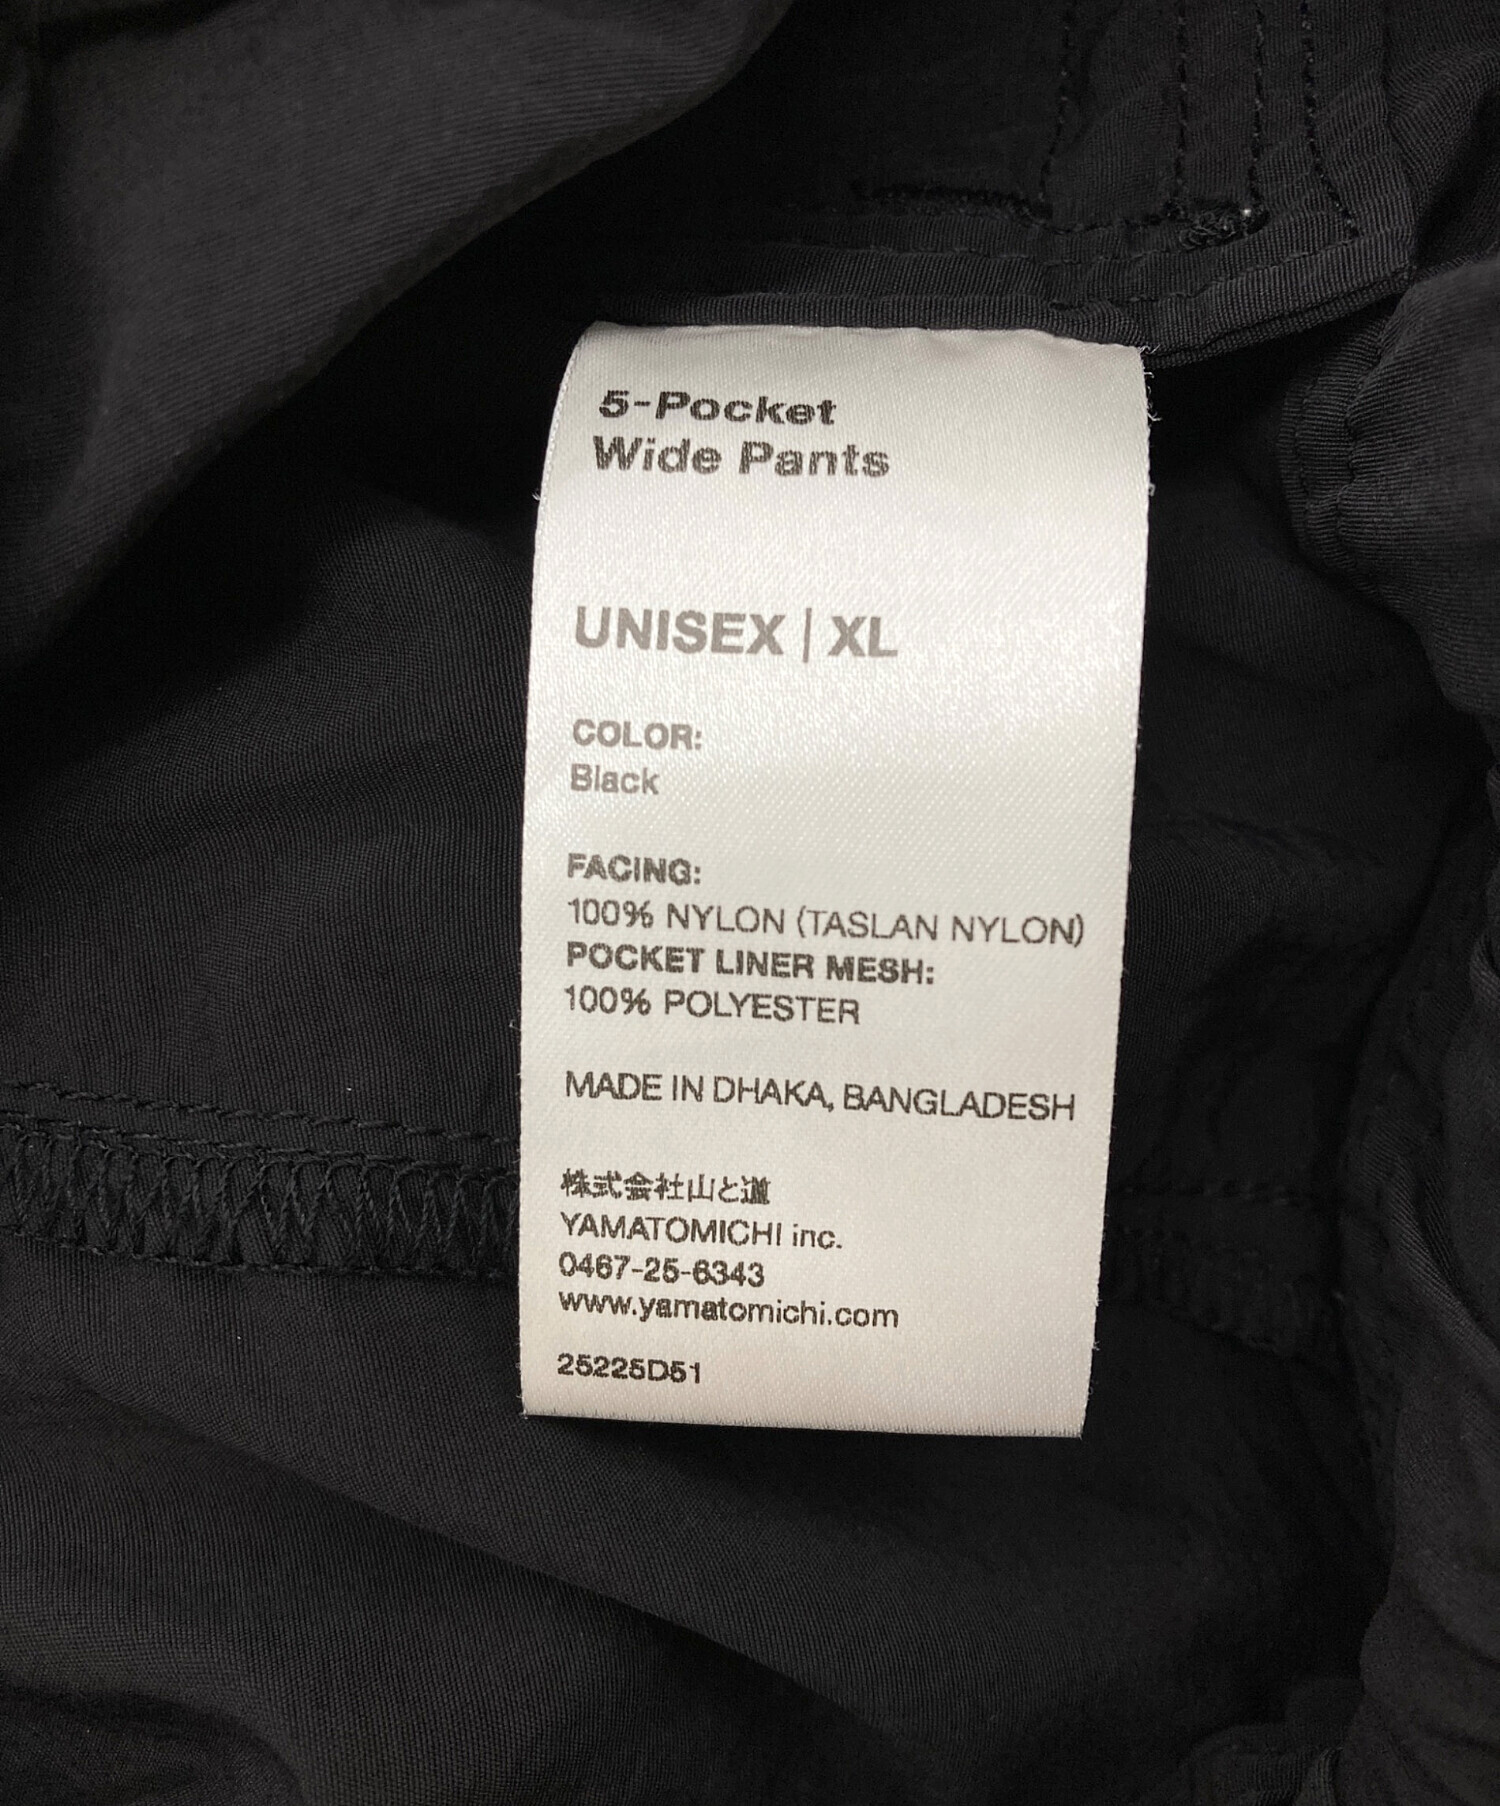 5-Pocket
Wide Pants
UNISEX | XL
COLOR:
Black
FACING:
100% NYLON (TASLAN NYLON)
POCKET LINER MESH:
100% POLYESTER
MADE IN DHAKA, BANGLADESH
株式会社山と道
YAMATOMICHI inc.
0467-25-6343
www.yamatomichi.com
25225D51